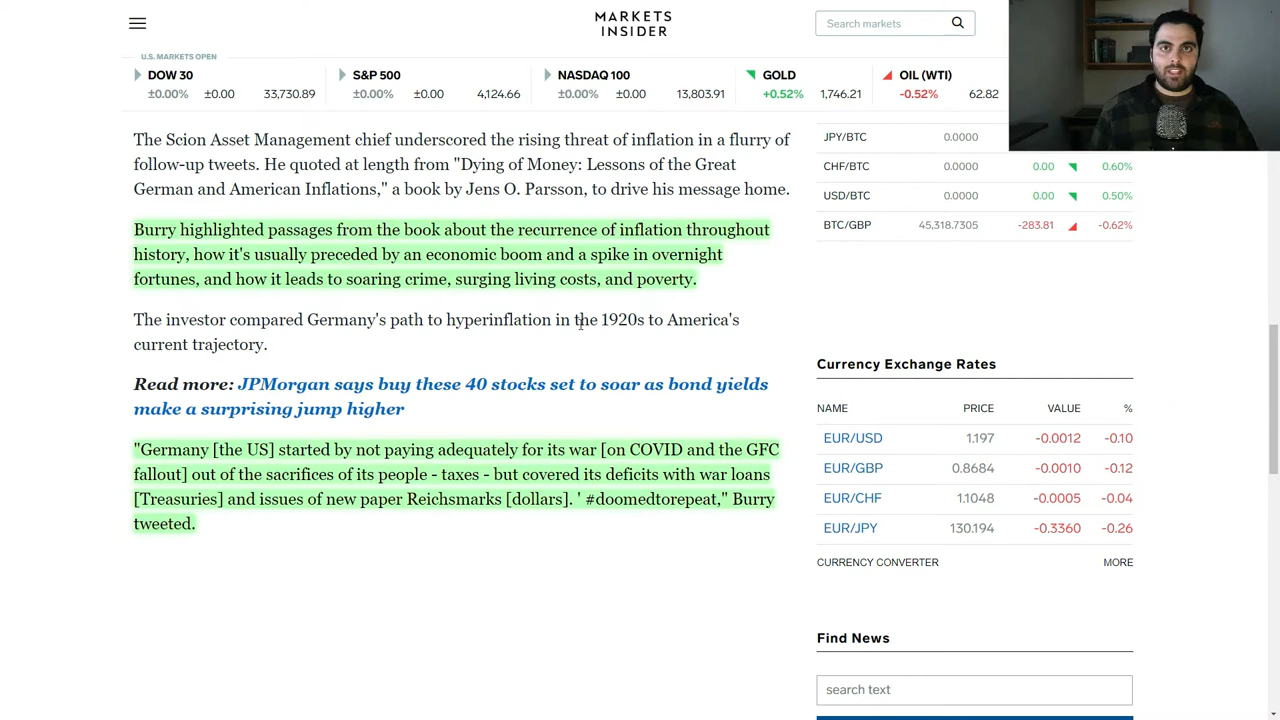 MARKETS
INSIDER
Search markets
U.S. MARKETS OPEN
DOW 30
±0.00% ±0.00 33,730.89
S&P 500
±0.00% ±0.00 4,124.66
NASDAQ 100
±0.00% ±0.00 13,803.91
GOLD
+0.52% 1,746.21
OIL (WTI)
-0.52% 62.82
The Scion Asset Management chief underscored the rising threat of inflation in a flurry of
follow-up tweets. He quoted at length from "Dying of Money: Lessons of the Great
German and American Inflations," a book by Jens O. Parsson, to drive his message home.
Burry highlighted passages from the book about the recurrence of inflation throughout
history, how it's usually preceded by an economic boom and a spike in overnight
fortunes, and how it leads to soaring crime, surging living costs, and poverty.
The investor compared Germany's path to hyperinflation in the 1920s to America's
current trajectory.
Read more: JPMorgan says buy these 40 stocks set to soar as bond yields
make a surprising jump higher
"Germany [the US] started by not paying adequately for its war [on COVID and the GFC
fallout] out of the sacrifices of its people - taxes - but covered its deficits with war loans
[Treasuries] and issues of new paper Reichsmarks [dollars]. ' #doomedtorepeat," Burry
tweeted.
JPY/BTC 0.0000
CHF/BTC 0.0000 0.00 0.60%
USD/BTC 0.0000 0.00 0.50%
BTC/GBP 45,318.7305 -283.81 -0.62%
Currency Exchange Rates
NAME PRICE VALUE %
EUR/USD 1.197 -0.0012 -0.10
EUR/GBP 0.8684 -0.0010 -0.12
EUR/CHF 1.1048 -0.0005 -0.04
EUR/JPY 130.194 -0.3360 -0.26
CURRENCY CONVERTER MORE
Find News
search text